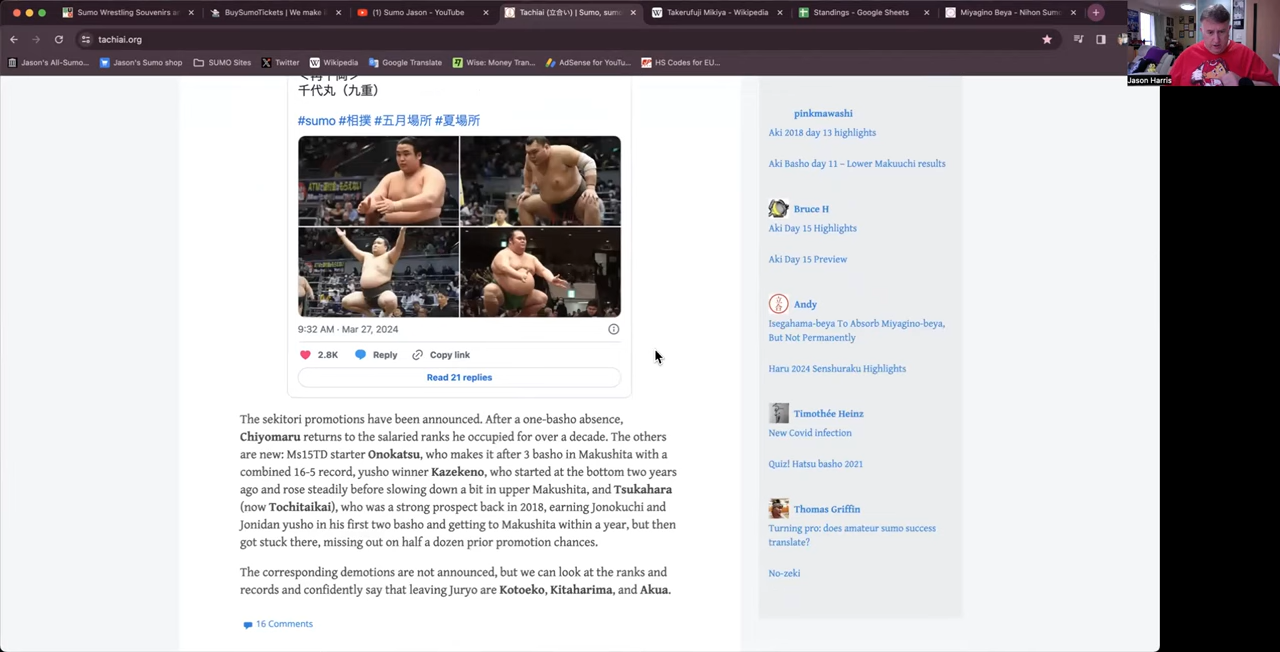 Sumo Wrestling Souvenirs a
BuySumoTickets | We make i
(1) Sumo Jason - YouTube
Tachiai (立合い) | Sumo, sum
Takerufuji Mikiya - Wikipedia
Standings - Google Sheets
Miyagino Beya - Nihon Sumo
tachiai.org
Jason's All-Sumo...
Jason's Sumo shop
SUMO Sites
Twitter
Wikipedia
Google Translate
Wise: Money Tran...
AdSense for YouTu...
HS Codes for EU...
Jason Harris
千代丸（九重）
#sumo #相撲 #五月場所 #夏場所
9:32 AM · Mar 27, 2024
2.8K Reply Copy link
Read 21 replies
The sekitori promotions have been announced. After a one-basho absence,
Chiyomaru returns to the salaried ranks he occupied for over a decade. The others
are new: Ms15TD starter Onokatsu, who makes it after 3 basho in Makushita with a
combined 16-5 record, yusho winner Kazekeno, who started at the bottom two years
ago and rose steadily before slowing down a bit in upper Makushita, and Tsukahara
(now Tochitaikai), who was a strong prospect back in 2018, earning Jonokuchi and
Jonidan yusho in his first two basho and getting to Makushita within a year, but then
got stuck there, missing out on half a dozen prior promotion chances.
The corresponding demotions are not announced, but we can look at the ranks and
records and confidently say that leaving Juryo are Kotoeko, Kitaharima, and Akua.
16 Comments
pinkmawashi
Aki 2018 day 13 highlights
Aki Basho day 11 – Lower Makuuchi results
Bruce H
Aki Day 15 Highlights
Aki Day 15 Preview
Andy
Isegahama-beya To Absorb Miyagino-beya,
But Not Permanently
Haru 2024 Senshuraku Highlights
Timothée Heinz
New Covid infection
Quiz! Hatsu basho 2021
Thomas Griffin
Turning pro: does amateur sumo success
translate?
No-zeki